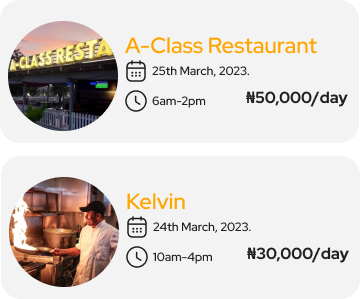 A-CLASS RESTA
A-Class Restaurant
25th March, 2023.
6am-2pm
₦50,000/day
Kelvin
24th March, 2023.
10am-4pm
₦30,000/day